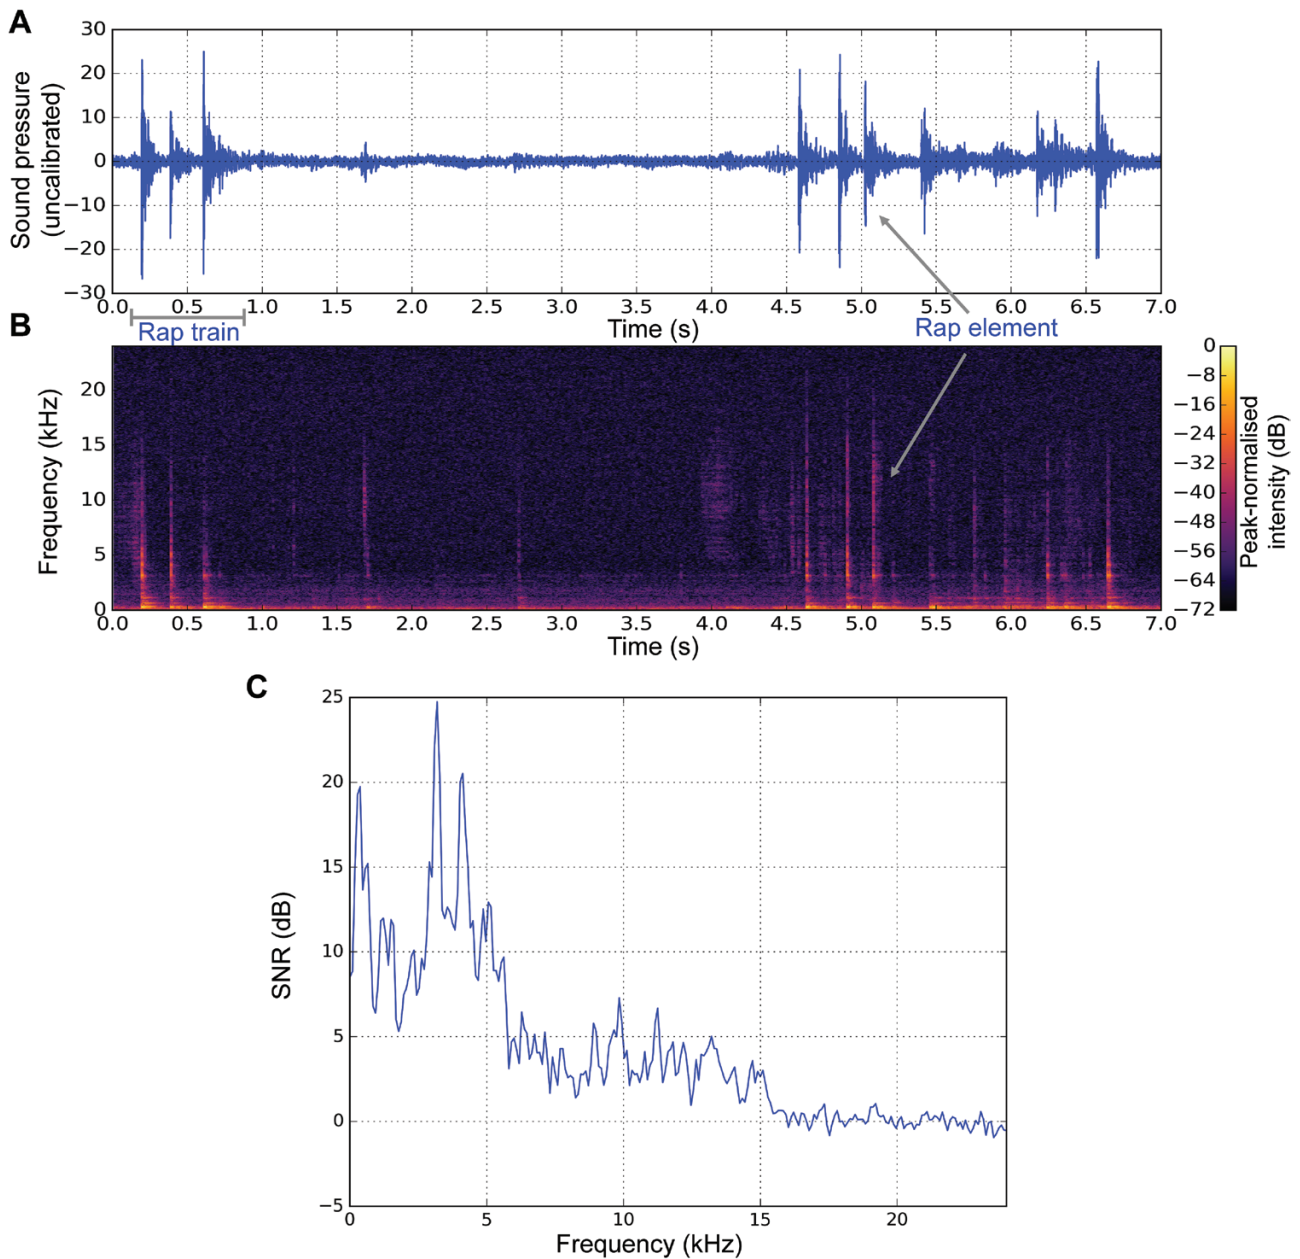 A
Sound pressure
(uncalibrated)
30
20
10
0
−10
−20
−30
0.0 0.5 1.0 1.5 2.0 2.5 3.0 3.5 4.0 4.5 5.0 5.5 6.0 6.5 7.0
Time (s)
Rap train
Rap element
B
Frequency (kHz)
20
15
10
5
0
0.0 0.5 1.0 1.5 2.0 2.5 3.0 3.5 4.0 4.5 5.0 5.5 6.0 6.5 7.0
Time (s)
0
−8
−16
−24
−32
−40
−48
−56
−64
−72
Peak-normalised
intensity (dB)
C
SNR (dB)
25
20
15
10
5
0
−5
0 5 10 15 20
Frequency (kHz)